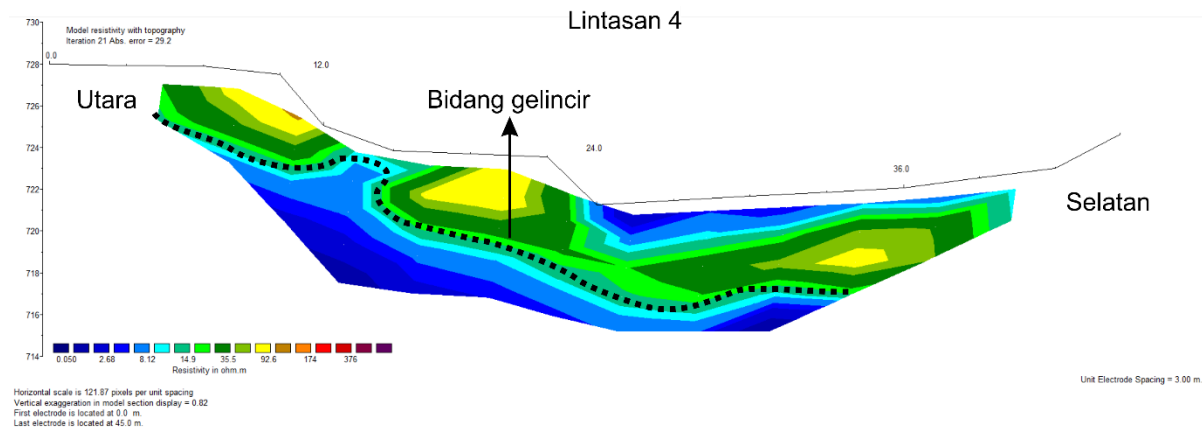 Lintasan 4
730
Model resistivity with topography
Iteration 21 Abs. error = 29.2
728
0.0
12.0
Utara
Bidang gelincir
726
724
24.0
36.0
722
Selatan
720
718
716
714
0.050 2.68 8.12 14.9 35.5 92.6 174 376
Resistivity in ohm.m
Unit Electrode Spacing = 3.00 m.
Horizontal scale is 121.87 pixels per unit spacing
Vertical exaggeration in model section display = 0.82
First electrode is located at 0.0 m.
Last electrode is located at 45.0 m.